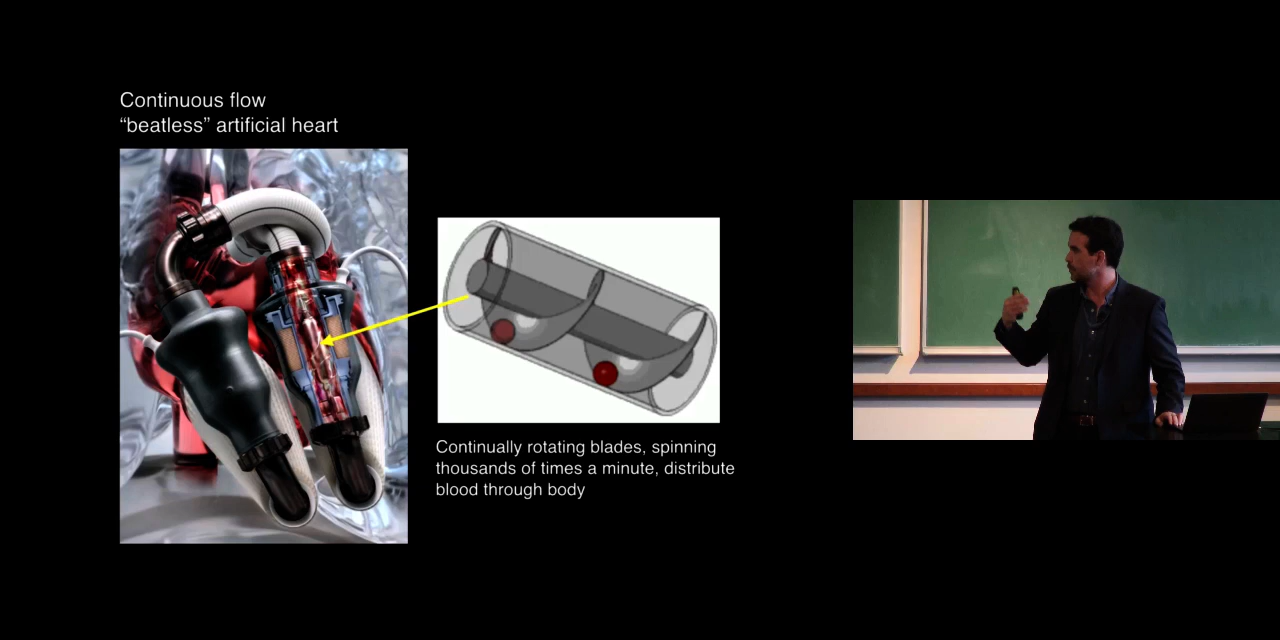 Continuous flow
“beatless” artificial heart
Continually rotating blades, spinning
thousands of times a minute, distribute
blood through body